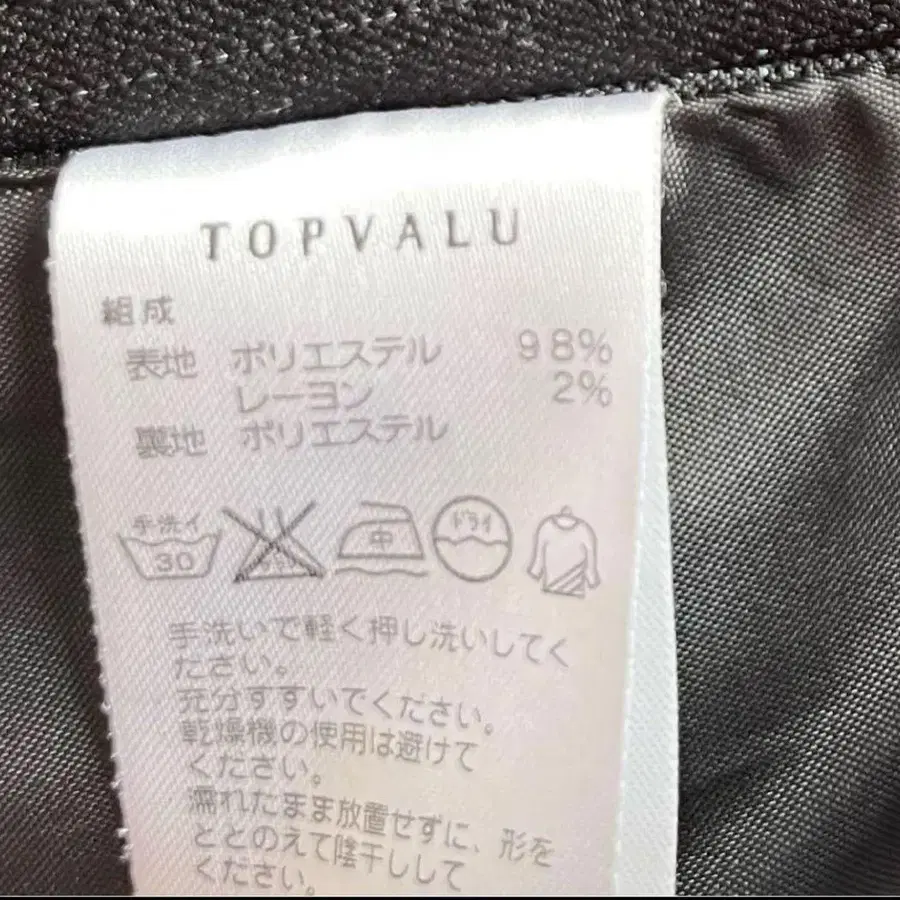 TOPVALU
組成
表地 ポリエステル 98%
レーヨン 2%
裏地 ポリエステル
手洗イ 30 中 ドライ
手洗いで軽く押し洗いしてく
ださい。
充分すすいでください。
乾燥機の使用は避けて
ください。
濡れたまま放置せずに、形を
ととのえて陰干しして
ください。